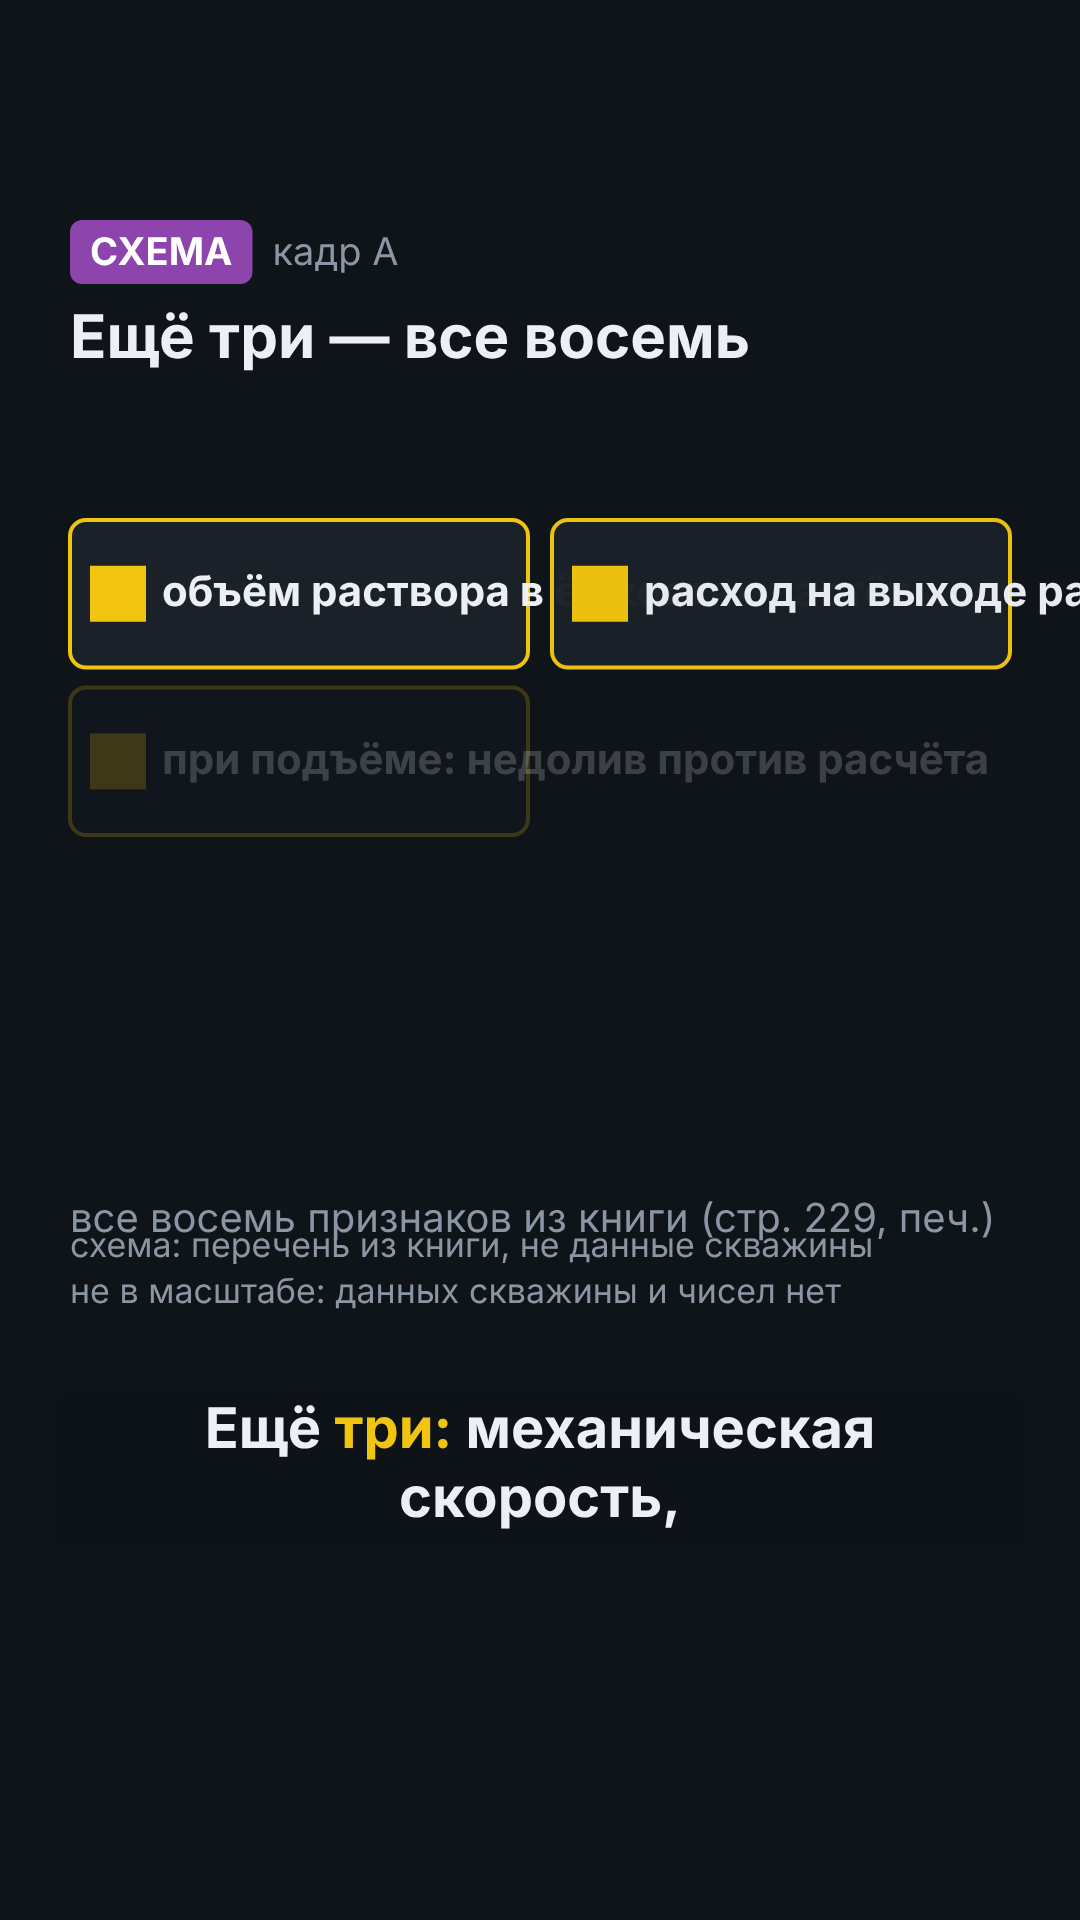 СХЕМА кадр А
Ещё три — все восемь
объём раствора в
расход на выходе ра
при подъёме: недолив против расчёта
все восемь признаков из книги (стр. 229, печ.)
схема: перечень из книги, не данные скважины
не в масштабе: данных скважины и чисел нет
Ещё три: механическая
скорость,